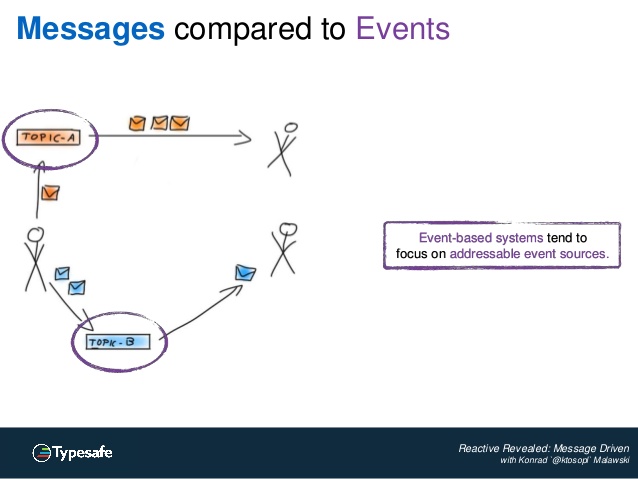 Messages compared to Events
TOPIC-A
TOPIC-B
Event-based systems tend to
focus on addressable event sources.
Typesafe
Reactive Revealed: Message Driven
with Konrad `@ktosopl` Malawski